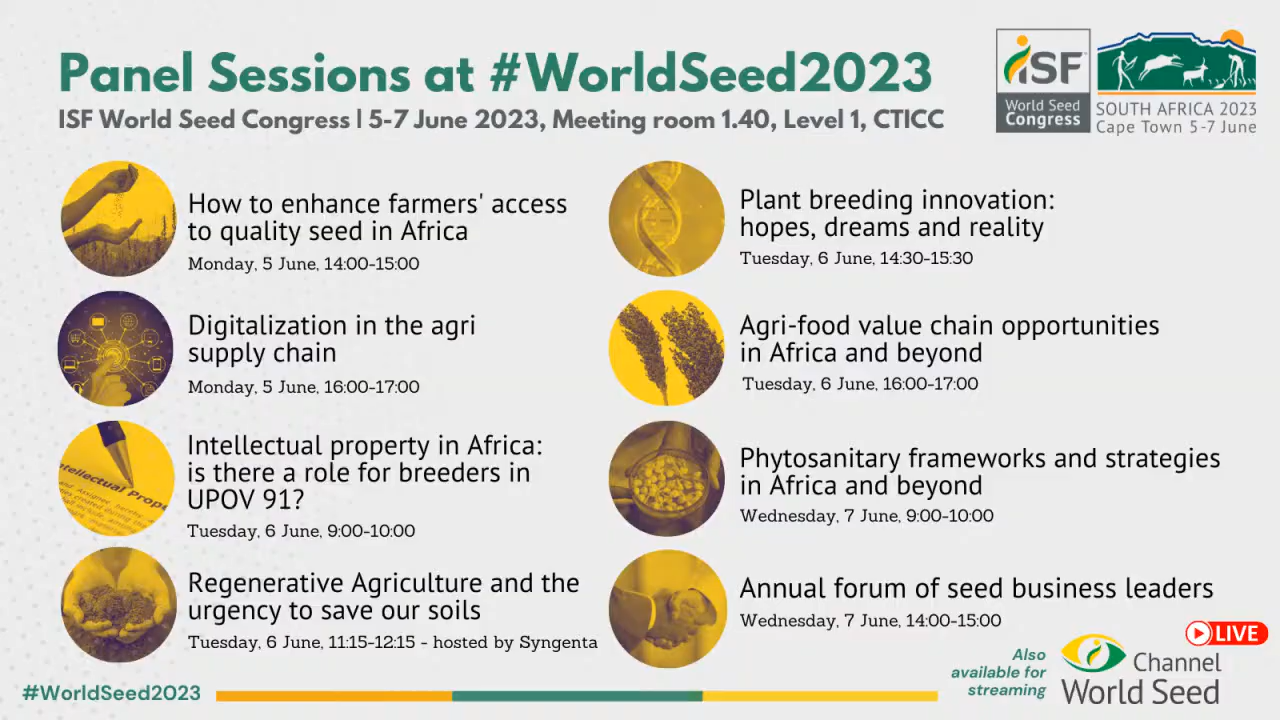 Panel Sessions at #WorldSeed2023
ISF World Seed Congress | 5-7 June 2023, Meeting room 1.40, Level 1, CTICC
iSF
World Seed
Congress
SOUTH AFRICA 2023
Cape Town 5-7 June
How to enhance farmers' access
to quality seed in Africa
Monday, 5 June, 14:00-15:00
Digitalization in the agri
supply chain
Monday, 5 June, 16:00-17:00
ntellectual Prop
Intellectual property in Africa:
is there a role for breeders in
UPOV 91?
Tuesday, 6 June, 9:00-10:00
Regenerative Agriculture and the
urgency to save our soils
Tuesday, 6 June, 11:15-12:15 - hosted by Syngenta
Plant breeding innovation:
hopes, dreams and reality
Tuesday, 6 June, 14:30-15:30
Agri-food value chain opportunities
in Africa and beyond
Tuesday, 6 June, 16:00-17:00
Phytosanitary frameworks and strategies
in Africa and beyond
Wednesday, 7 June, 9:00-10:00
Annual forum of seed business leaders
Wednesday, 7 June, 14:00-15:00
LIVE
Also
available for
streaming
Channel
World Seed
#WorldSeed2023